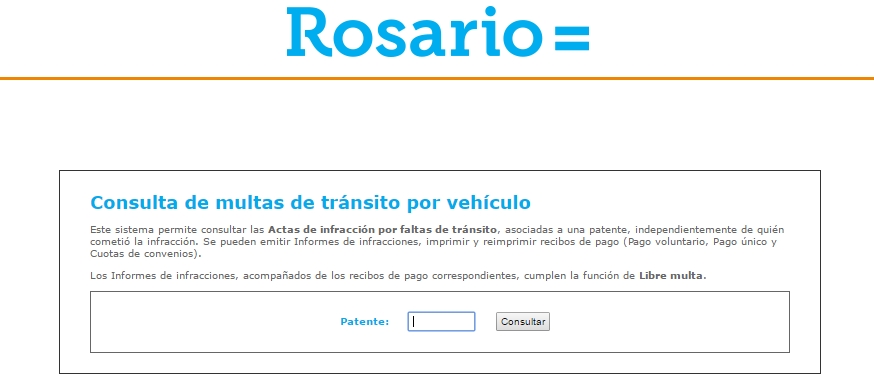 Rosario=
Consulta de multas de tránsito por vehículo
Este sistema permite consultar las Actas de infracción por faltas de tránsito, asociadas a una patente, independientemente de quién
cometió la infracción. Se pueden emitir Informes de infracciones, imprimir y reimprimir recibos de pago (Pago voluntario, Pago único y
Cuotas de convenios).
Los Informes de infracciones, acompañados de los recibos de pago correspondientes, cumplen la función de Libre multa.
Patente: Consultar